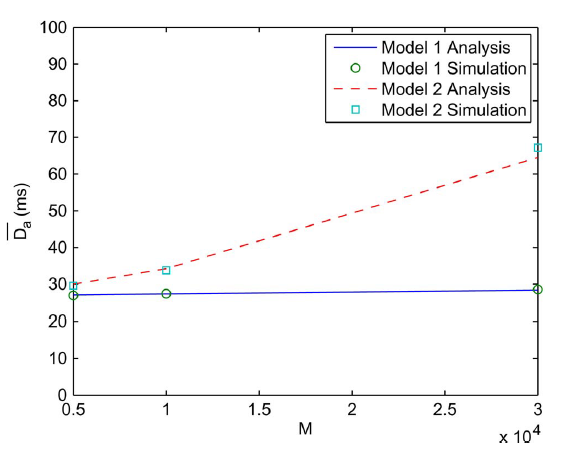 100
90
80
70
60
50
40
30
20
10
0
D̅a (ms)
Model 1 Analysis
Model 1 Simulation
Model 2 Analysis
Model 2 Simulation
0.5 1 1.5 2 2.5 3
M
x 10^4